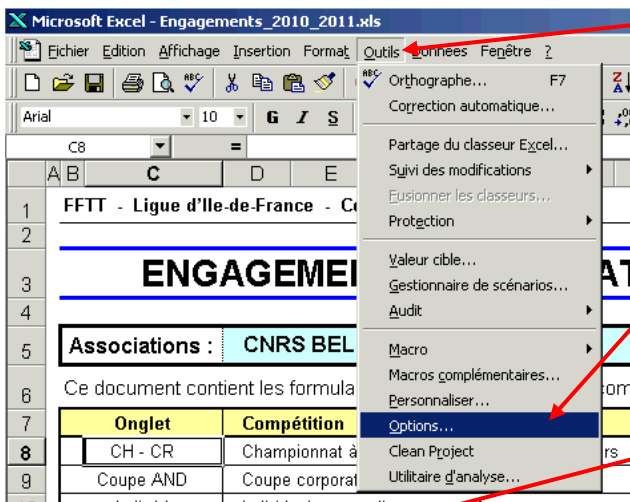 Microsoft Excel - Engagements_2010_2011.xls
Fichier Edition Affichage Insertion Format Outils Données Fenêtre ?
ABC
Arial 10 G I S
C8 =
Orthographe... F7
Correction automatique...
Partage du classeur Excel...
Suivi des modifications
Fusionner les classeurs...
Protection
Valeur cible...
Gestionnaire de scénarios...
Audit
Macro
Macros complémentaires...
Personnaliser...
Options...
Clean Project
Utilitaire d'analyse...
A B C D E
1 FFTT - Ligue d'Ile-de-France - Co
2
3 ENGAGEMEN AT
4
5 Associations : CNRS BEL
6 Ce document contient les formula com
7 Onglet Compétition
8 CH - CR Championnat à rs
9 Coupe AND Coupe corporat